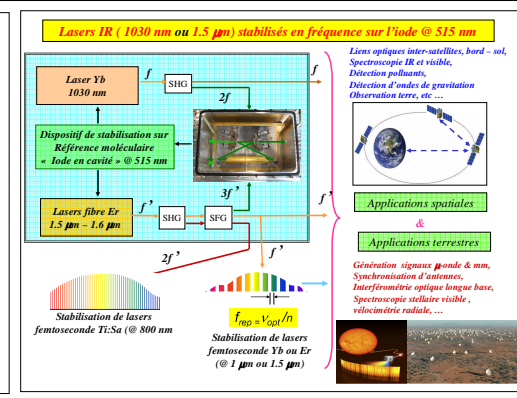 Lasers IR ( 1030 nm ou 1.5 µm) stabilisés en fréquence sur l'iode @ 515 nm
Laser Yb
1030 nm
f
SHG
f
2f
Dispositif de stabilisation sur
Référence moléculaire
« Iode en cavité » @ 515 nm
3f'
Lasers fibre Er
1.5 µm – 1.6 µm
f'
SHG
SFG
f'
2f'
f'
Stabilisation de lasers
femtoseconde Ti:Sa (@ 800 nm
f_rep = ν_opt/n
Stabilisation de lasers
femtoseconde Yb ou Er
(@ 1 µm ou 1.5 µm)
Liens optiques inter-satellites, bord – sol,
Spectroscopie IR et visible,
Détection polluants,
Détection d'ondes de gravitation
Observation terre, etc …
Applications spatiales
&
Applications terrestres
Génération signaux µ-onde & mm,
Synchronisation d'antennes,
Interférométrie optique longue base,
Spectroscopie stellaire visible ,
vélocimétrie radiale, …